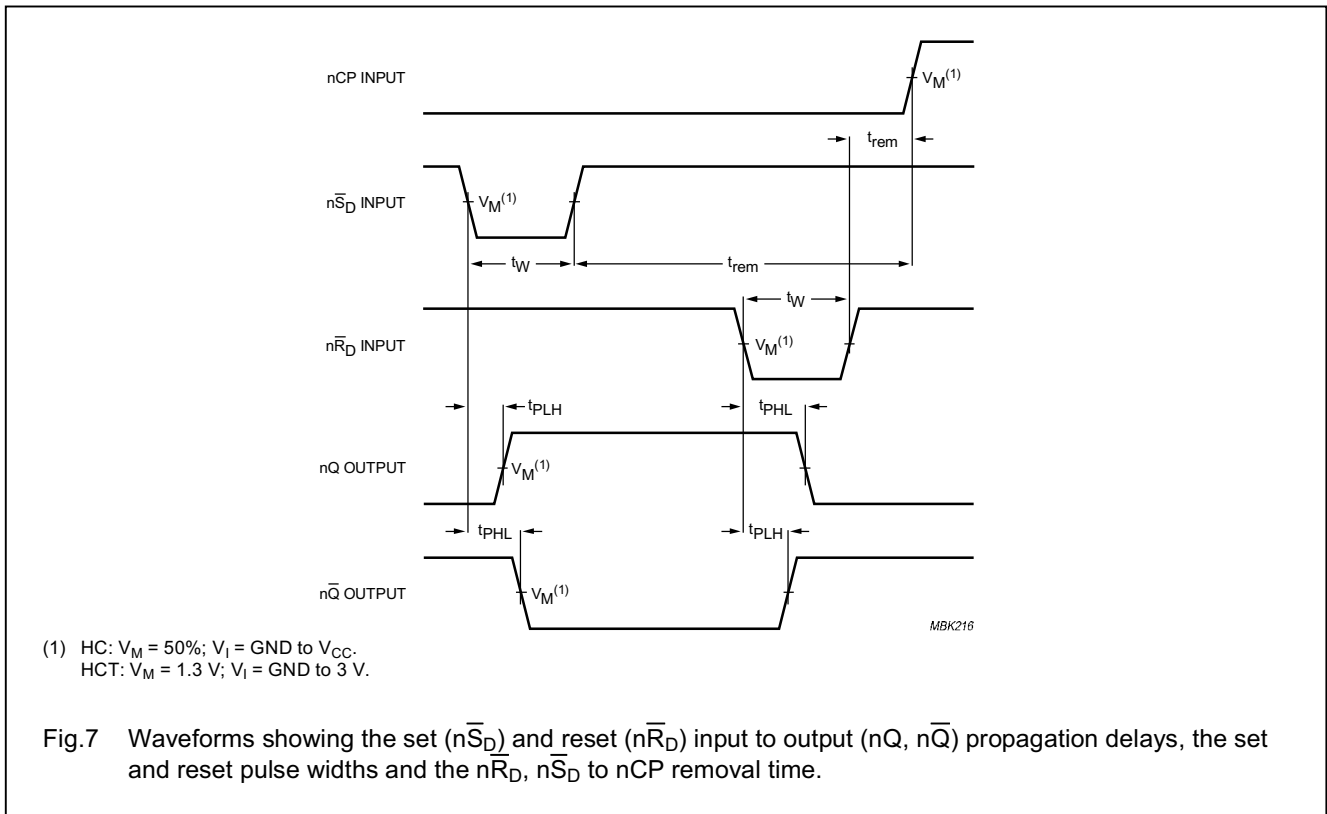 nCP INPUT
V_M(1)
t_rem
nS̅_D INPUT
V_M(1)
t_W
t_rem
t_W
nR̅_D INPUT
V_M(1)
t_PLH
t_PHL
nQ OUTPUT
V_M(1)
t_PHL
t_PLH
nQ̅ OUTPUT
V_M(1)
MBK216
(1) HC: V_M = 50%; V_I = GND to V_CC.
HCT: V_M = 1.3 V; V_I = GND to 3 V.
Fig.7 Waveforms showing the set (nS̅_D) and reset (nR̅_D) input to output (nQ, nQ̅) propagation delays, the set
and reset pulse widths and the nR̅_D, nS̅_D to nCP removal time.